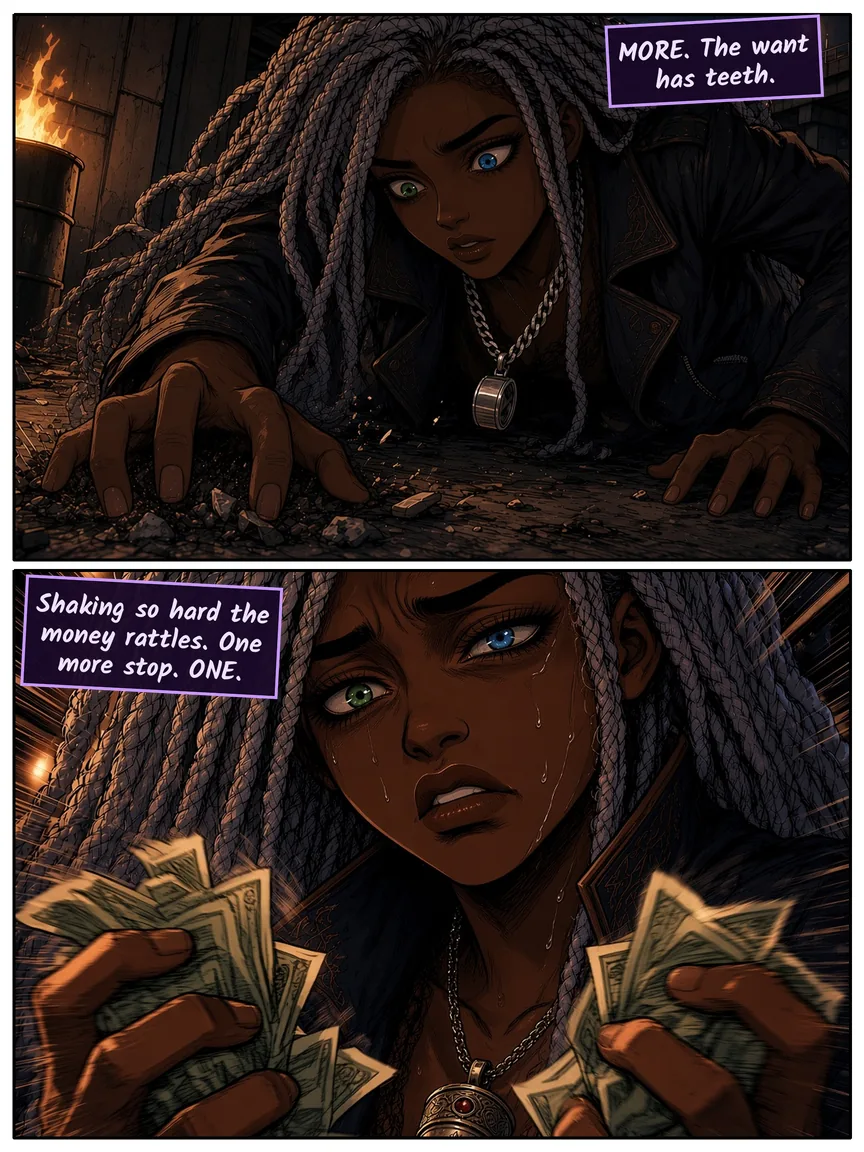 MORE. The want
has teeth.
Shaking so hard the
money rattles. One
more stop. ONE.